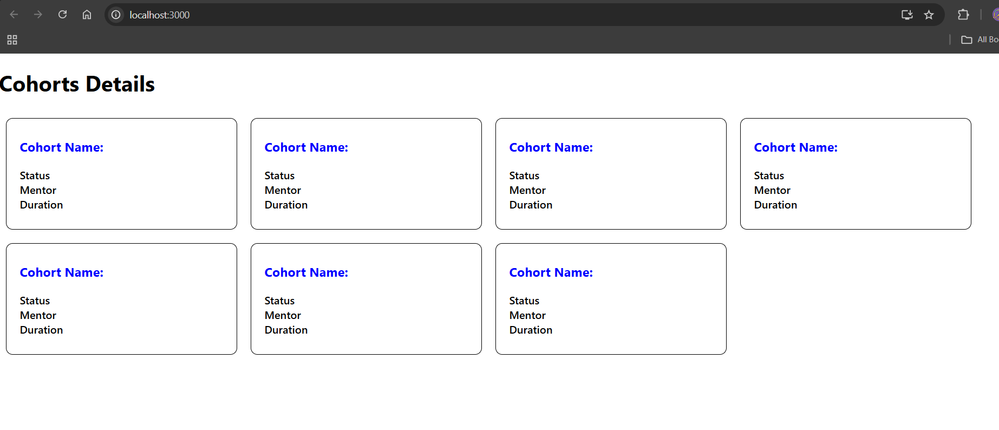 localhost:3000
All Bo
Cohorts Details
Cohort Name:
Status
Mentor
Duration
Cohort Name:
Status
Mentor
Duration
Cohort Name:
Status
Mentor
Duration
Cohort Name:
Status
Mentor
Duration
Cohort Name:
Status
Mentor
Duration
Cohort Name:
Status
Mentor
Duration
Cohort Name:
Status
Mentor
Duration